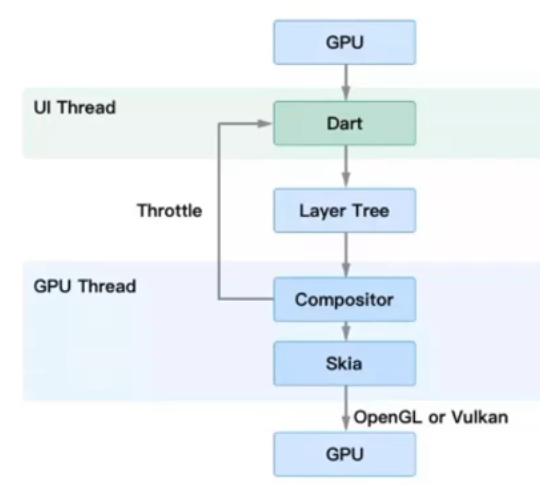 GPU
UI Thread
Dart
Throttle
Layer Tree
GPU Thread
Compositor
Skia
OpenGL or Vulkan
GPU